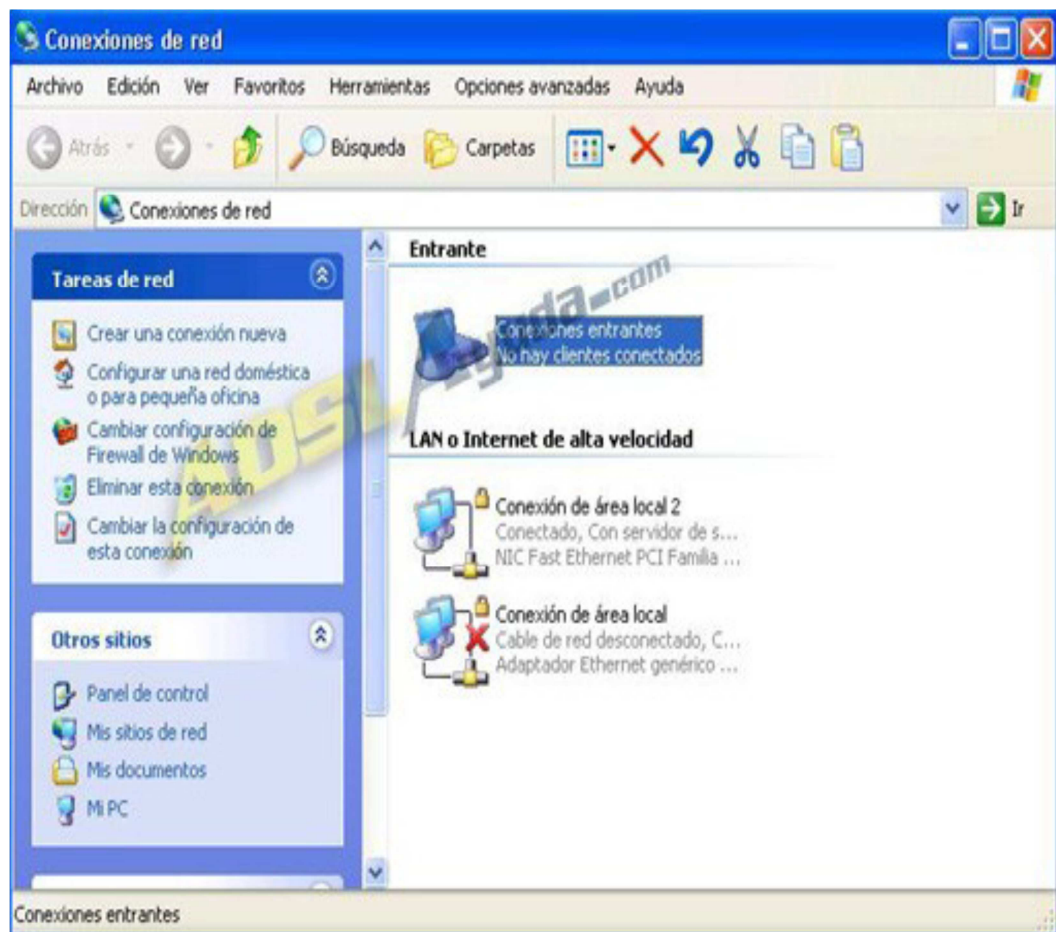 Conexiones de red
Archivo Edición Ver Favoritos Herramientas Opciones avanzadas Ayuda
Atrás Búsqueda Carpetas
Dirección Conexiones de red Ir
Tareas de red
Crear una conexión nueva
Configurar una red doméstica
o para pequeña oficina
Cambiar configuración de
Firewall de Windows
Eliminar esta conexión
Cambiar la configuración de
esta conexión
Otros sitios
Panel de control
Mis sitios de red
Mis documentos
Mi PC
Entrante
Conexiones entrantes
No hay clientes conectados
LAN o Internet de alta velocidad
Conexión de área local 2
Conectado, Con servidor de s...
NIC Fast Ethernet PCI Familia ...
Conexión de área local
Cable de red desconectado, C...
Adaptador Ethernet genérico ...
ADSL Ayuda.com
Conexiones entrantes